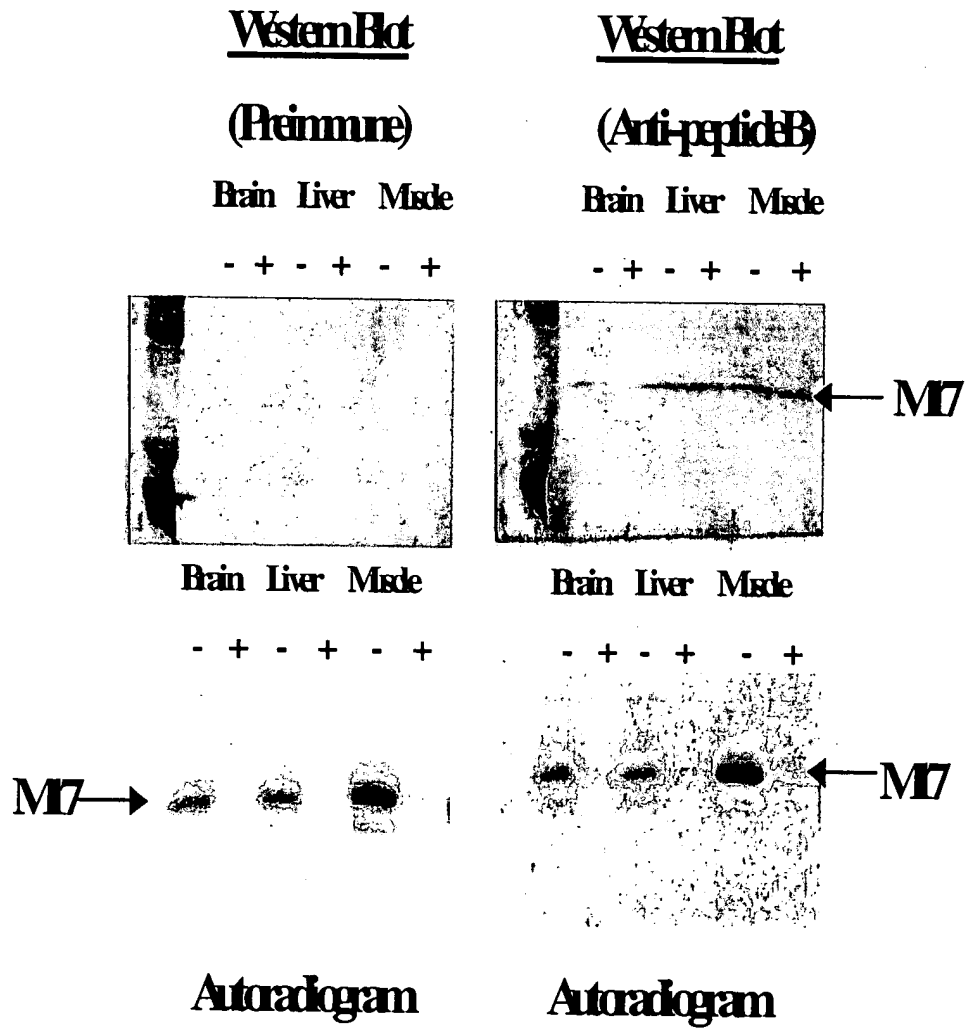 Western Blot
(Preimmune)
Brain Liver Muscle
- + - + - +
Western Blot
(Anti-peptideB)
Brain Liver Muscle
- + - + - +
M17
Brain Liver Muscle
- + - + - +
M17
Autoradiogram
Brain Liver Muscle
- + - + - +
M17
Autoradiogram